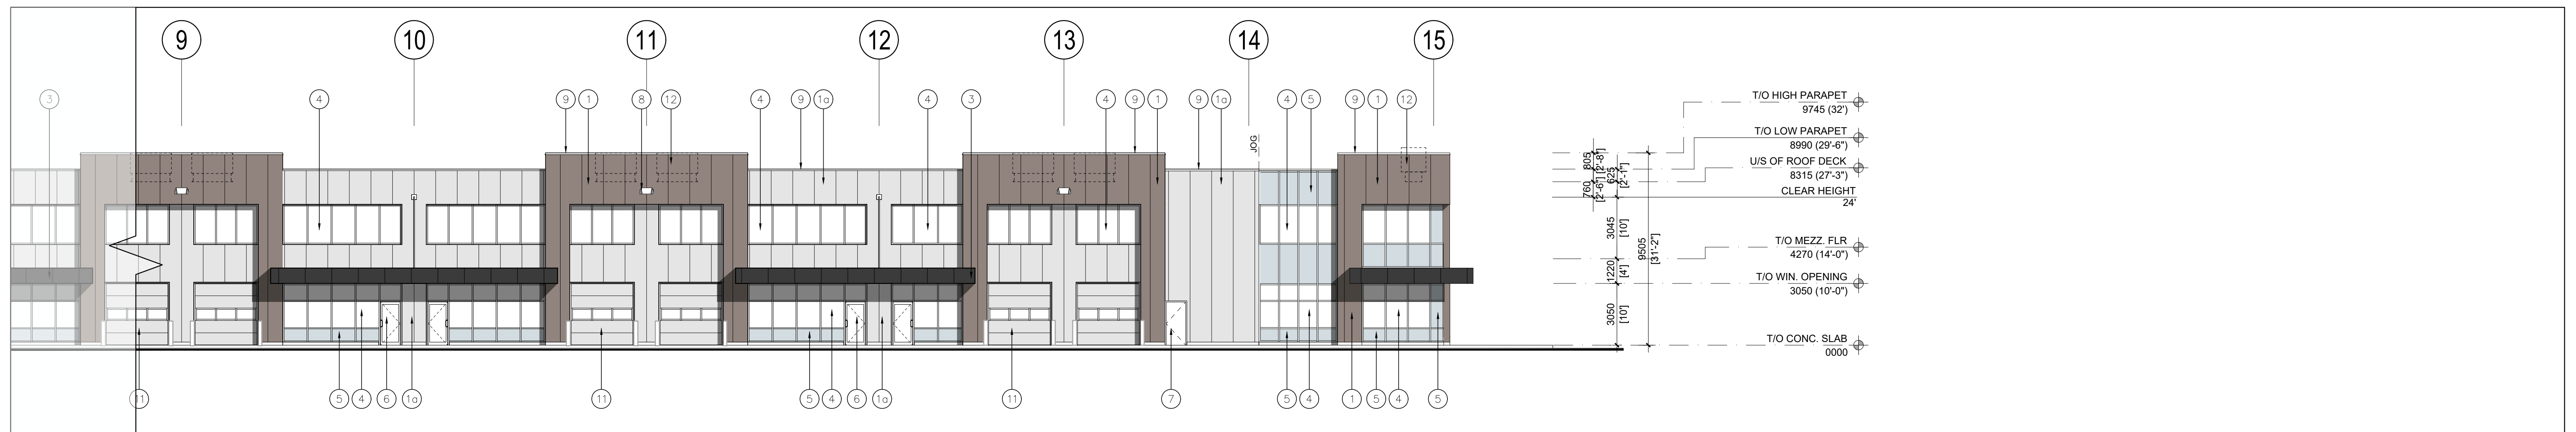 9 10 11 12 13 14 15
3 4 9 1 8 12 4 9 1a 4 3 4 9 1 9 1a 4 5 9 1 12
JOG
T/O HIGH PARAPET
9745 (32')
T/O LOW PARAPET
8990 (29'-6")
U/S OF ROOF DECK
8315 (27'-3")
CLEAR HEIGHT
24'
T/O MEZZ. FLR
4270 (14'-0")
T/O WIN. OPENING
3050 (10'-0")
T/O CONC. SLAB
0000
805
[2'-8"]
625
[2'-1"]
760
[2'-6"]
3045
[10']
9505
[31'-2"]
1220
[4']
3050
[10']
11 5 4 6 1a 11 5 4 6 1a 11 7 5 4 1 5 4 5